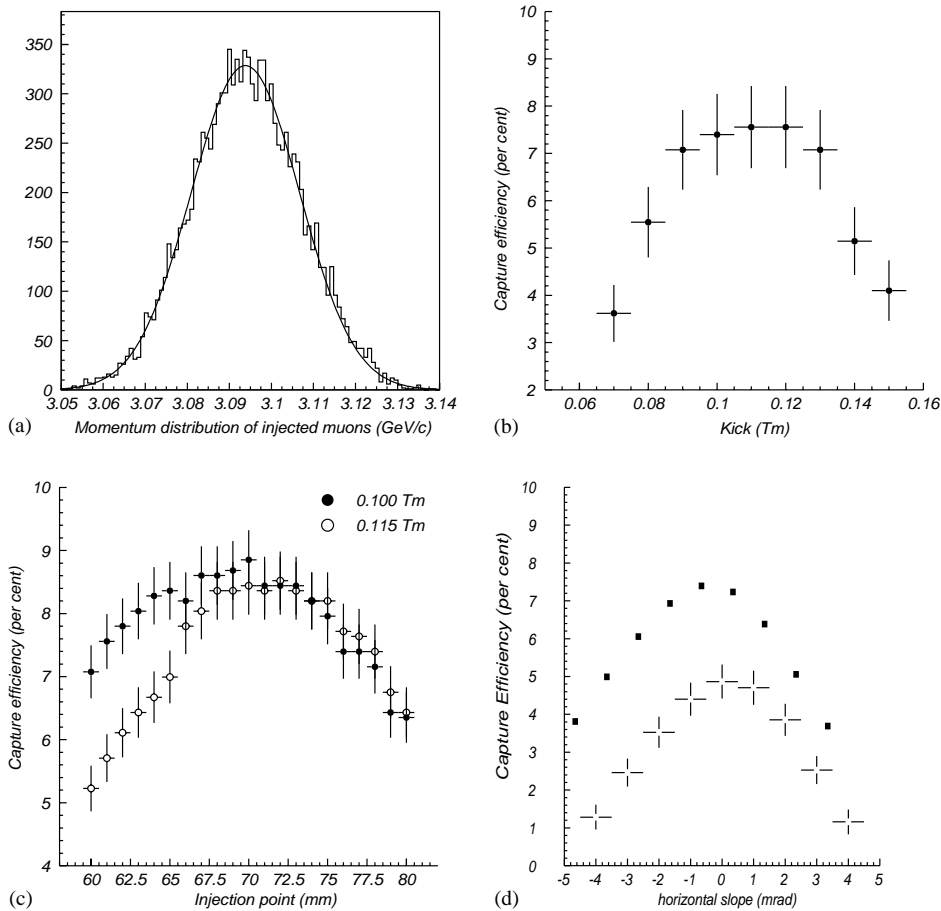 350
300
250
200
150
100
50
0
3.05 3.06 3.07 3.08 3.09 3.1 3.11 3.12 3.13 3.14
(a) Momentum distribution of injected muons (GeV/c)
Capture efficiency (per cent)
10
9
8
7
6
5
4
3
2
0.06 0.08 0.1 0.12 0.14 0.16
(b) Kick (Tm)
Capture efficiency (per cent)
10
9
8
7
6
5
4
0.100 Tm
0.115 Tm
60 62.5 65 67.5 70 72.5 75 77.5 80
(c) Injection point (mm)
Capture Efficiency (per cent)
10
9
8
7
6
5
4
3
2
1
0
-5 -4 -3 -2 -1 0 1 2 3 4 5
(d) horizontal slope (mrad)